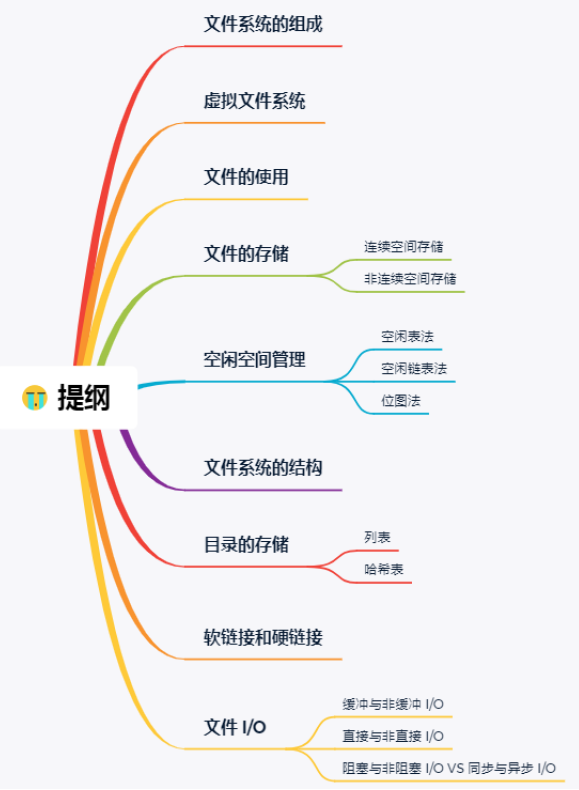 文件系统的组成
虚拟文件系统
文件的使用
文件的存储
连续空间存储
非连续空间存储
空闲空间管理
空闲表法
空闲链表法
位图法
提纲
文件系统的结构
目录的存储
列表
哈希表
软链接和硬链接
文件 I/O
缓冲与非缓冲 I/O
直接与非直接 I/O
阻塞与非阻塞 I/O VS 同步与异步 I/O